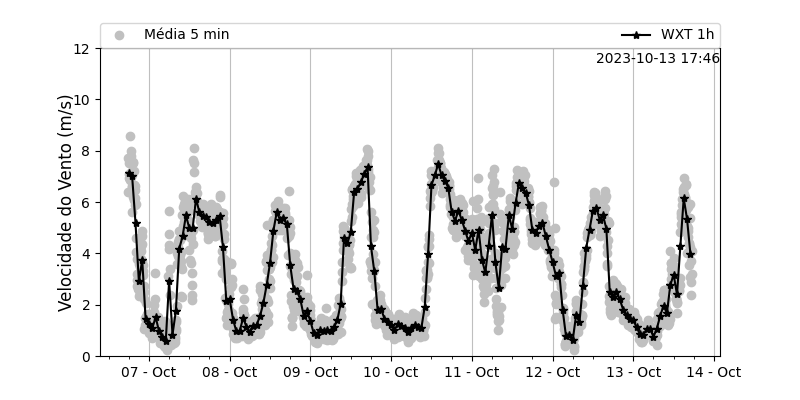 Média 5 min
WXT 1h
2023-10-13 17:46
Velocidade do Vento (m/s)
12
10
8
6
4
2
0
07 - Oct
08 - Oct
09 - Oct
10 - Oct
11 - Oct
12 - Oct
13 - Oct
14 - Oct